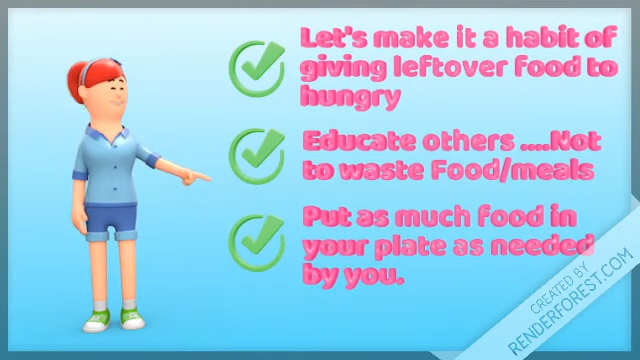 Let's make it a habit of
giving leftover food to
hungry
Educate others ....Not
to waste Food/meals
Put as much food in
your plate as needed
by you.
CREATED BY
RENDERFOREST.COM